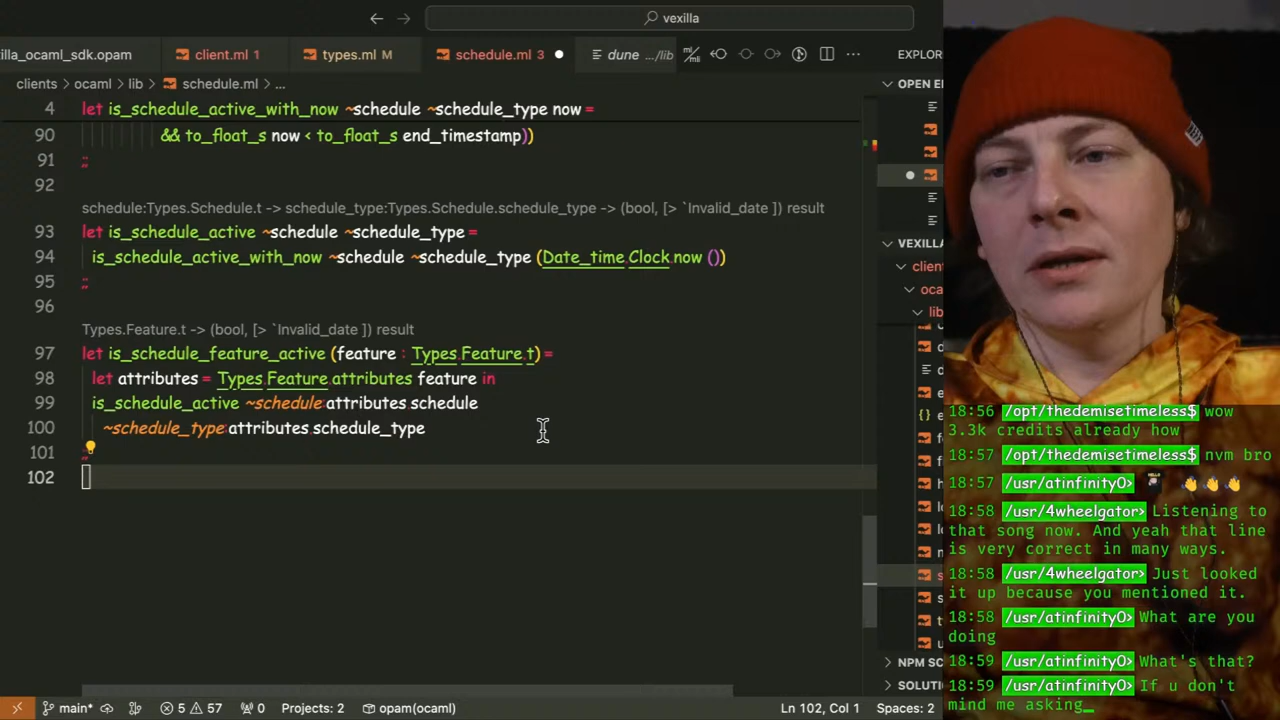 vexilla
illa_ocaml_sdk.opam
client.ml 1
types.ml M
schedule.ml 3
dune .../lib
EXPLOR
clients > ocaml > lib > schedule.ml > ...
OPEN E
4 let is_schedule_active_with_now ~schedule ~schedule_type now =
90 && to_float_s now < to_float_s end_timestamp))
91 ;;
92
schedule:Types.Schedule.t -> schedule_type:Types.Schedule.schedule_type -> (bool, [> `Invalid_date ]) result
93 let is_schedule_active ~schedule ~schedule_type =
94 is_schedule_active_with_now ~schedule ~schedule_type (Date_time.Clock.now ())
95 ;;
96
Types.Feature.t -> (bool, [> `Invalid_date ]) result
97 let is_schedule_feature_active (feature : Types.Feature.t) =
98 let attributes = Types.Feature.attributes feature in
99 is_schedule_active ~schedule:attributes.schedule
100 ~schedule_type:attributes.schedule_type
101 ;;
102
VEXILL
client
oca
lib
NPM SC
SOLUTI
18:56 /opt/thedemisetimeless$ wow
3.3k credits already how
18:57 /opt/thedemisetimeless$ nvm bro
18:57 /usr/atinfinity0> 👋👋👋
18:58 /usr/4wheelgator> Listening to
that song now. And yeah that line
is very correct in many ways.
18:58 /usr/4wheelgator> Just looked
it up because you mentioned it.
18:58 /usr/atinfinity0> What are you
doing
18:59 /usr/atinfinity0> What's that?
18:59 /usr/atinfinity0> If u don't
mind me asking_
main* 5 57 0 Projects: 2 opam(ocaml) Ln 102, Col 1 Spaces: 2